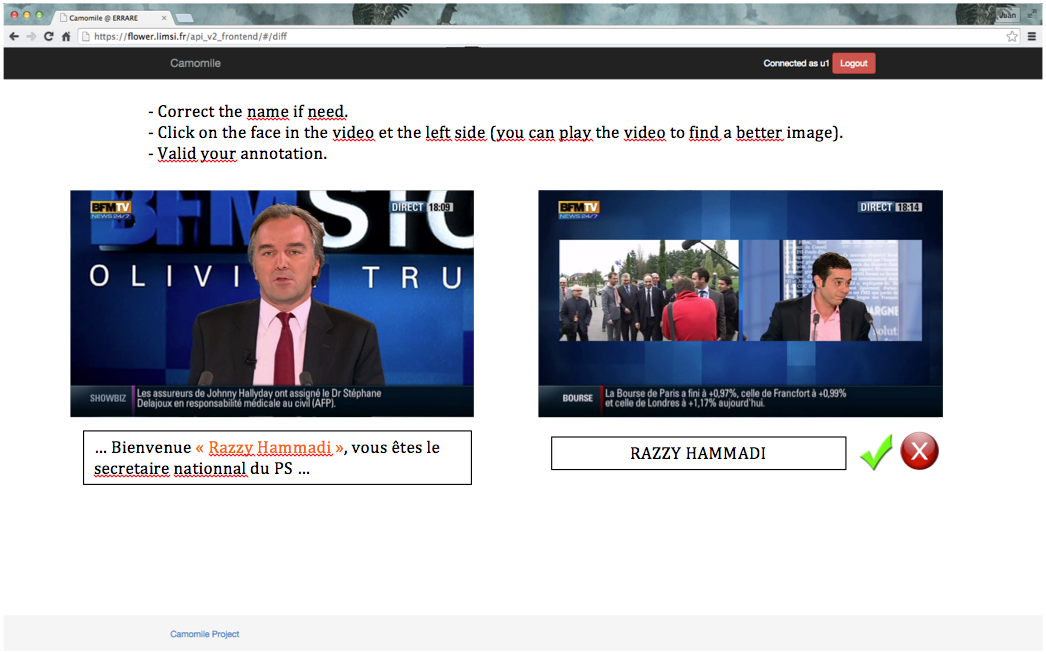 Camomile @ ERRARE
Juan
https://flower.limsi.fr/api_v2_frontend/#/diff
Camomile
Connected as u1 Logout
- Correct the name if need.
- Click on the face in the video et the left side (you can play the video to find a better image).
- Valid your annotation.
BFM TV
NEWS 24/7
DIRECT 18:09
BFM STO
OLIVI TRU
SHOWBIZ
Les assureurs de Johnny Hallyday ont assigné le Dr Stéphane
Delajoux en responsabilité médicale au civil (AFP).
BFM TV
NEWS 24/7
DIRECT 18:14
ARGNE
BOURSE
La Bourse de Paris a fini à +0,97%, celle de Francfort à +0,99%
et celle de Londres à +1,17% aujourd'hui.
... Bienvenue « Razzy Hammadi », vous êtes le
secretaire nationnal du PS ...
RAZZY HAMMADI
Camomile Project